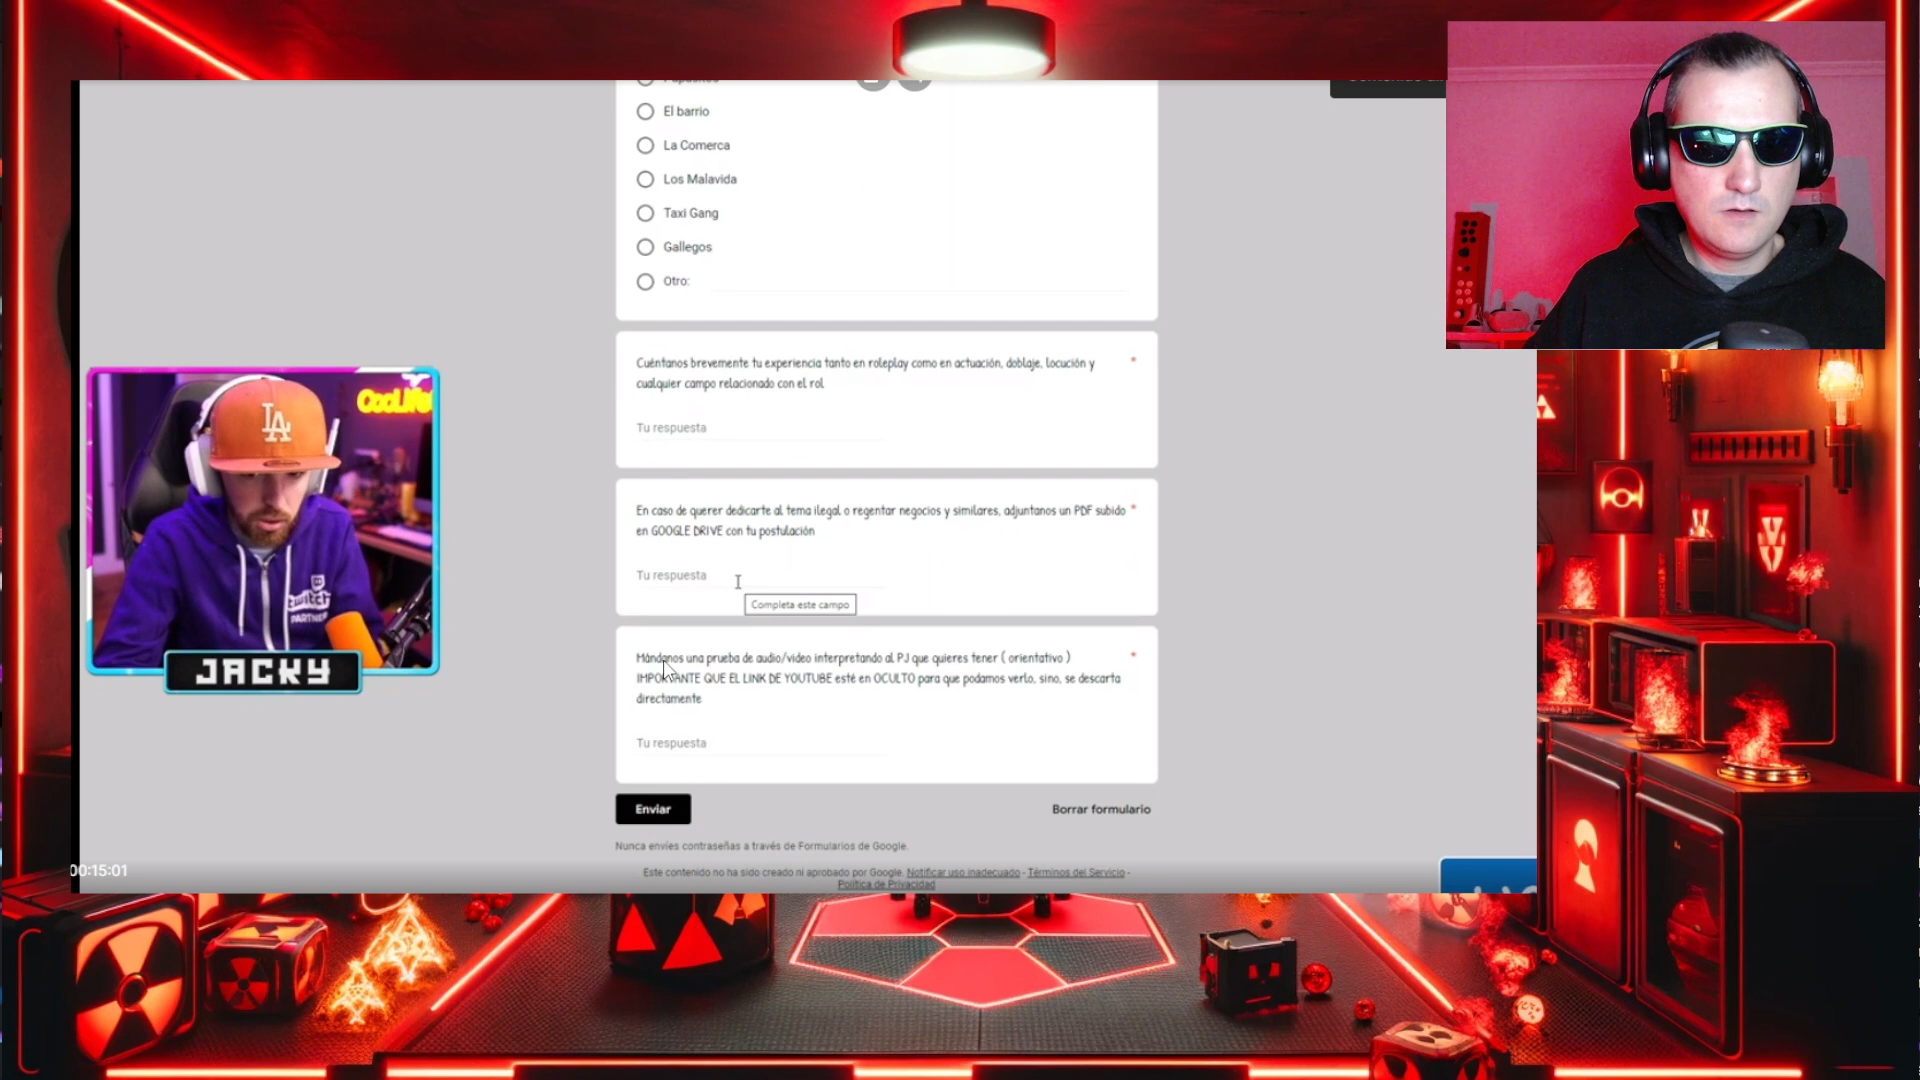 El barrio
La Comerca
Los Malavida
Taxi Gang
Gallegos
Otro:
LA
CooLife
twitch
PARTNER
JACKY
Cuéntanos brevemente tu experiencia tanto en roleplay como en actuación, doblaje, locución y *
cualquier campo relacionado con el rol
Tu respuesta
En caso de querer dedicarte al tema ilegal o regentar negocios y similares, adjuntanos un PDF subido *
en GOOGLE DRIVE con tu postulación
Tu respuesta
Completa este campo
Mándanos una prueba de audio/video interpretando al PJ que quieres tener ( orientativo ) *
IMPORTANTE QUE EL LINK DE YOUTUBE esté en OCULTO para que podamos verlo, sino, se descarta
directamente
Tu respuesta
Enviar
Borrar formulario
Nunca envíes contraseñas a través de Formularios de Google.
00:15:01
Este contenido no ha sido creado ni aprobado por Google. Notificar uso inadecuado - Términos del Servicio -
Política de Privacidad